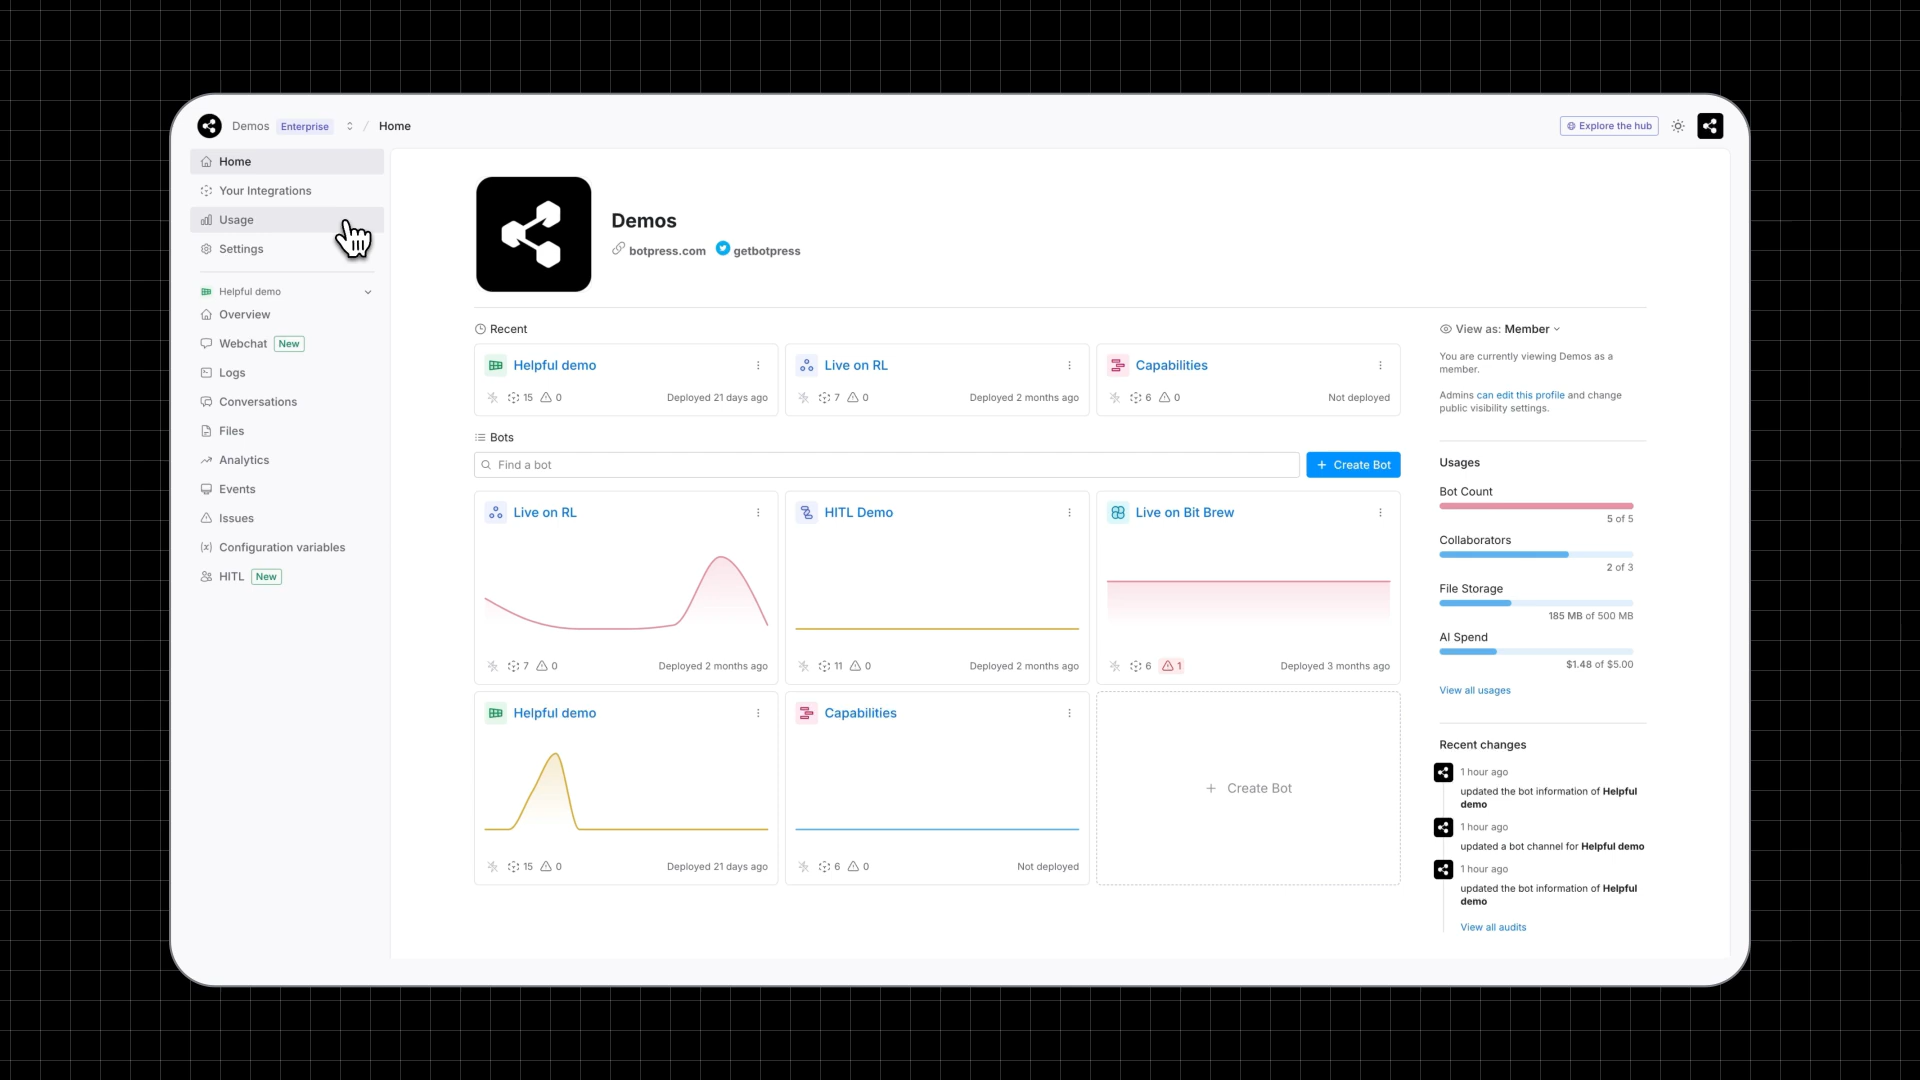 Demos Enterprise / Home
Explore the hub
Home
Your Integrations
Usage
Settings
Helpful demo
Overview
Webchat New
Logs
Conversations
Files
Analytics
Events
Issues
Configuration variables
HITL New
Demos
botpress.com getbotpress
Recent
Helpful demo
15 0 Deployed 21 days ago
Live on RL
7 0 Deployed 2 months ago
Capabilities
6 0 Not deployed
Bots
Find a bot
+ Create Bot
Live on RL
7 0 Deployed 2 months ago
HITL Demo
11 0 Deployed 2 months ago
Live on Bit Brew
6 1 Deployed 3 months ago
Helpful demo
15 0 Deployed 21 days ago
Capabilities
6 0 Not deployed
+ Create Bot
View as: Member
You are currently viewing Demos as a
member.
Admins can edit this profile and change
public visibility settings.
Usages
Bot Count
5 of 5
Collaborators
2 of 3
File Storage
185 MB of 500 MB
AI Spend
$1.48 of $5.00
View all usages
Recent changes
1 hour ago
updated the bot information of Helpful
demo
1 hour ago
updated a bot channel for Helpful demo
1 hour ago
updated the bot information of Helpful
demo
View all audits